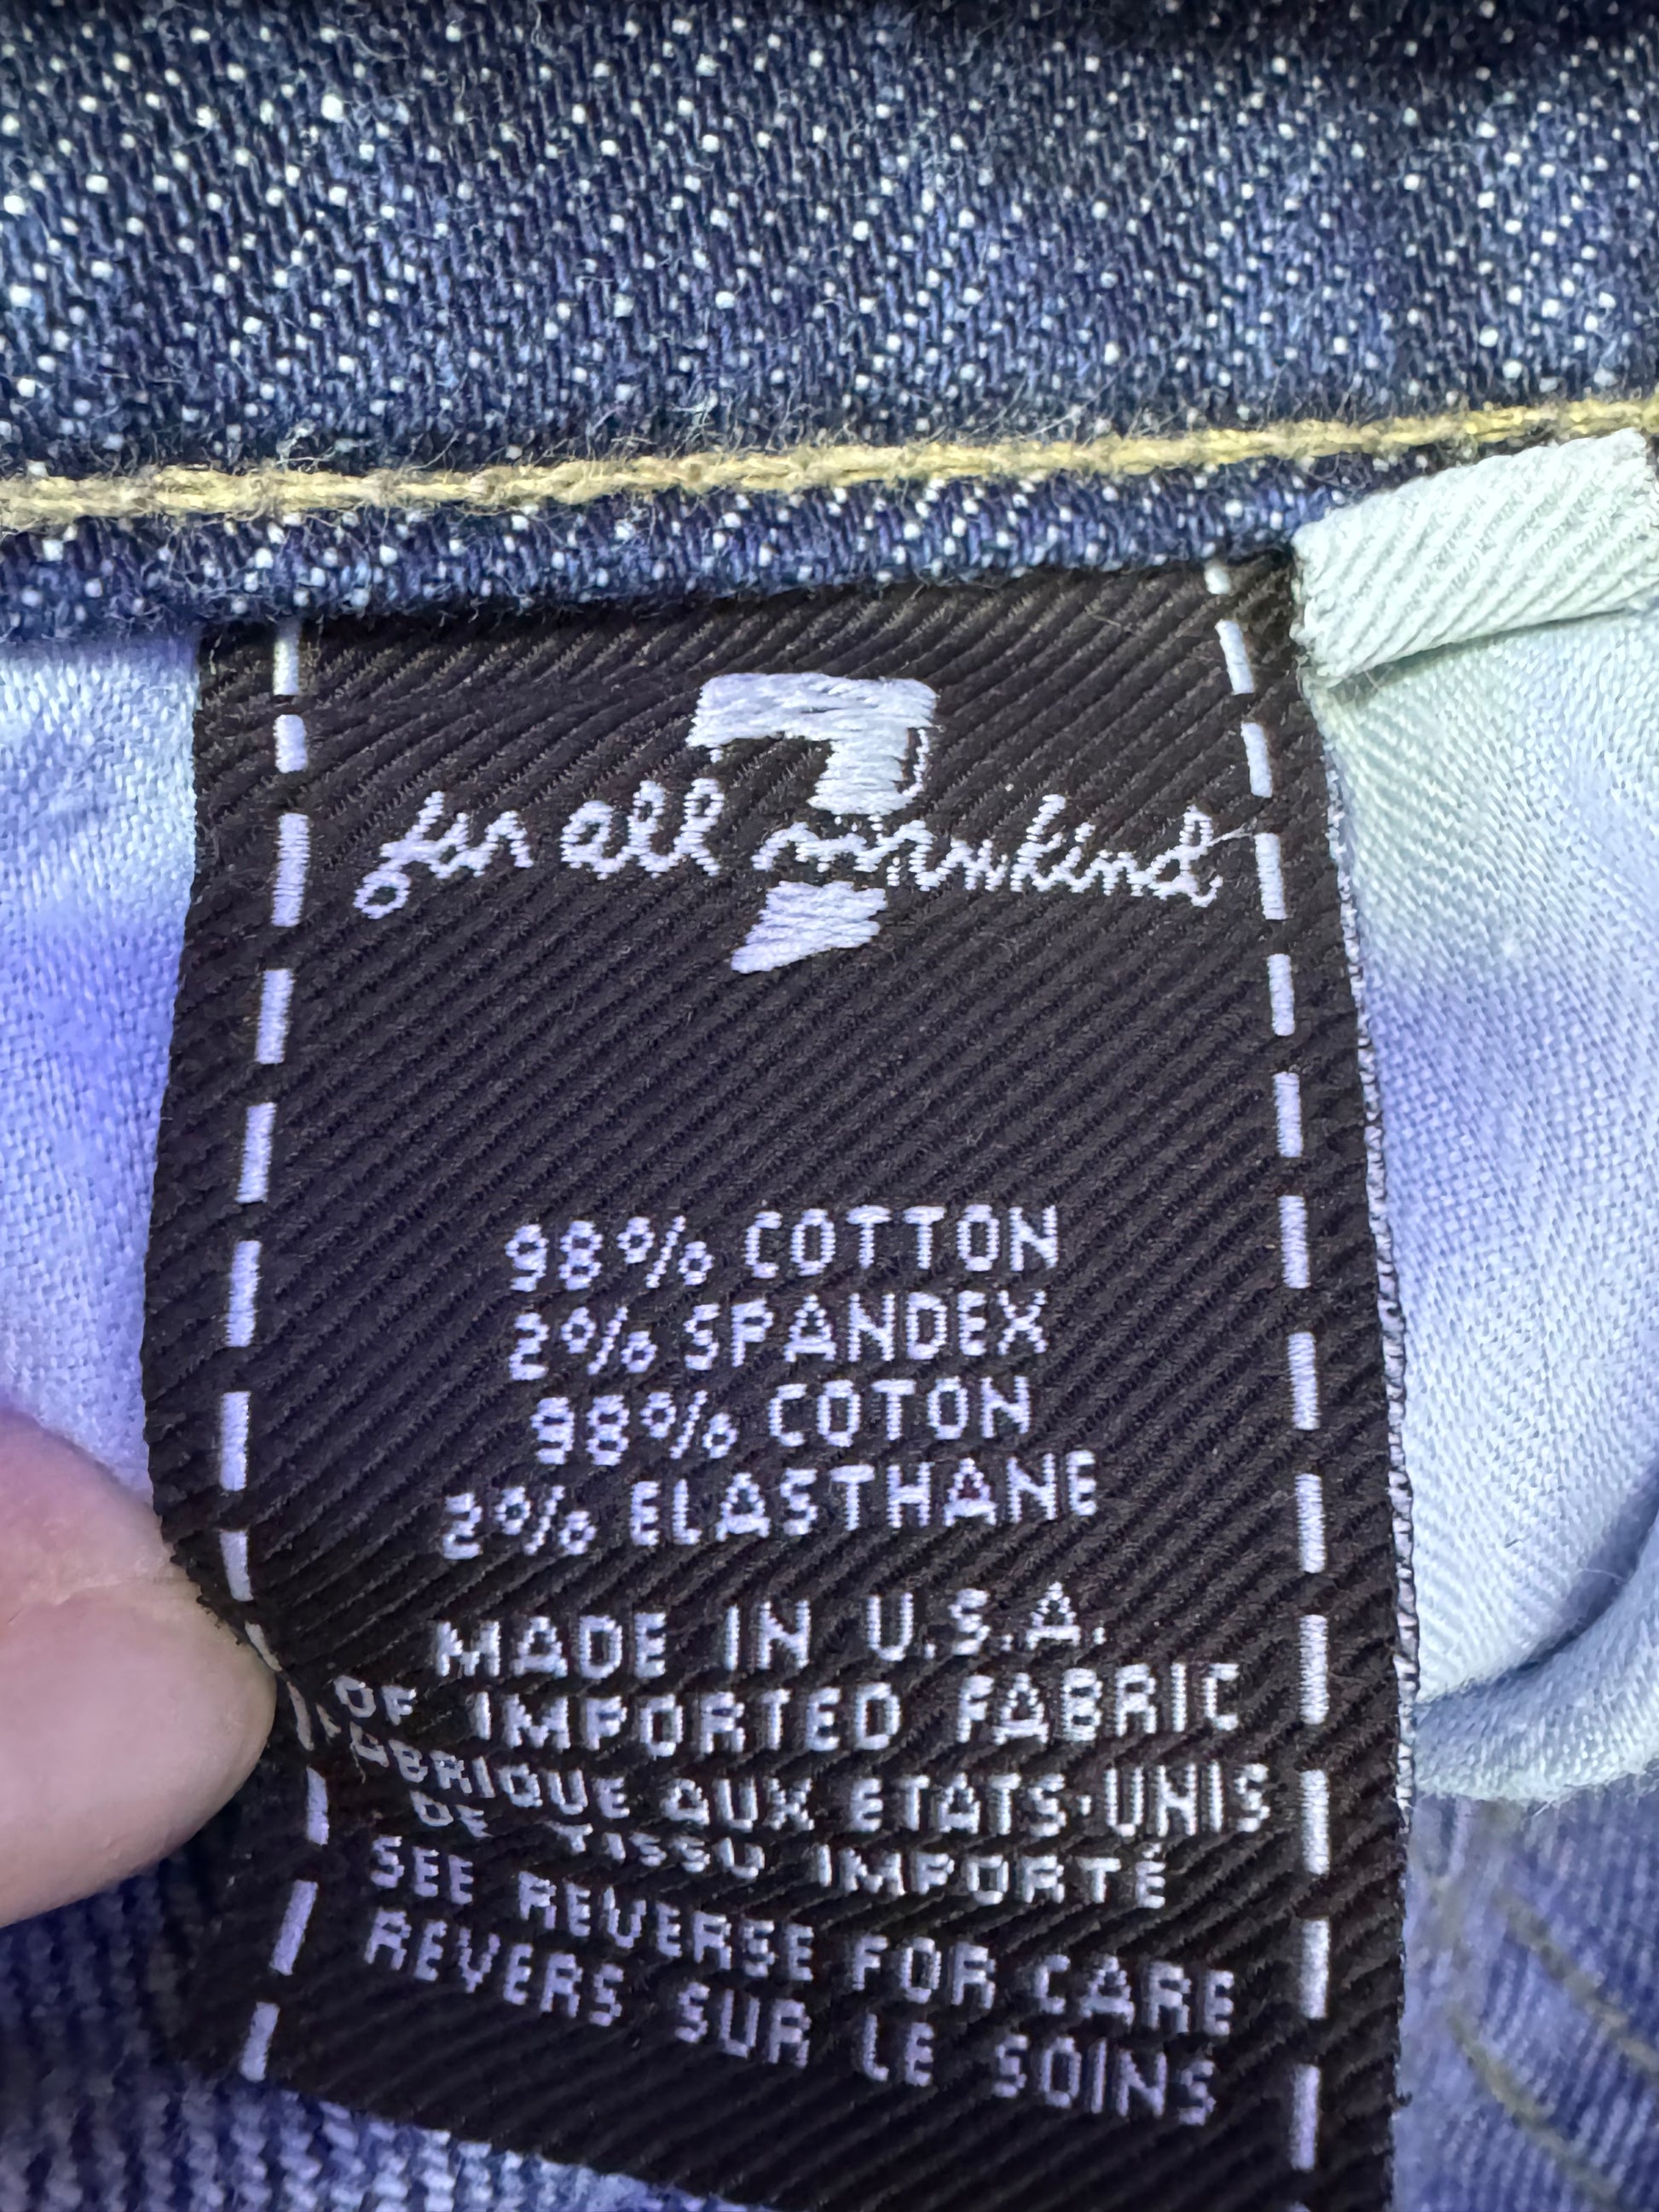 7
for all mankind
98% COTTON
2% SPANDEX
98% COTON
2% ELASTHANE
MADE IN U.S.A.
OF IMPORTED FABRIC
ABRIQUE AUX ETATS-UNIS
DE TISSU IMPORTÉ
SEE REVERSE FOR CARE
REVERS SUR LE SOINS